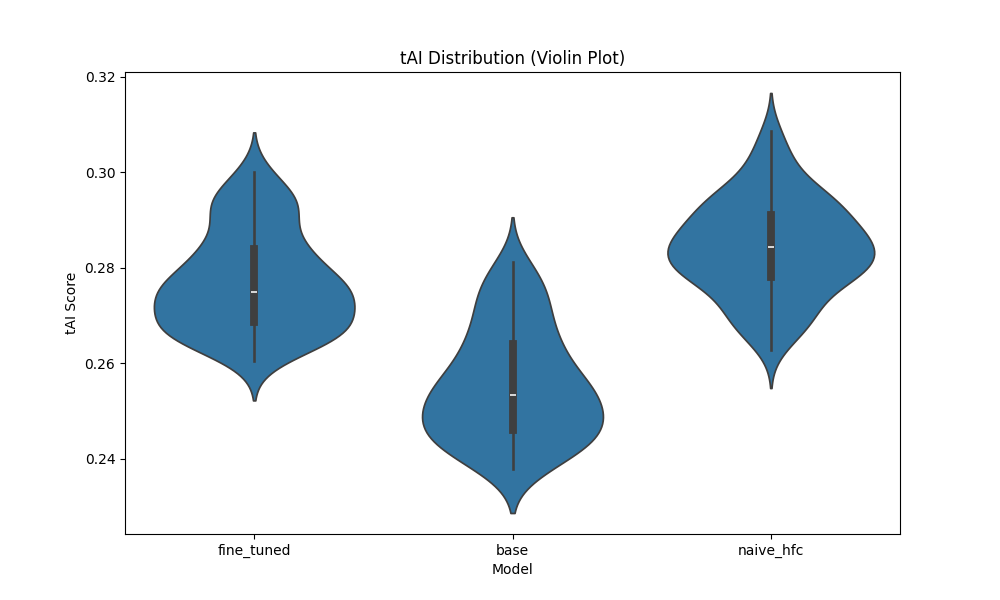 tAI Distribution (Violin Plot)
tAI Score
0.32
0.30
0.28
0.26
0.24
fine_tuned
base
naive_hfc
Model